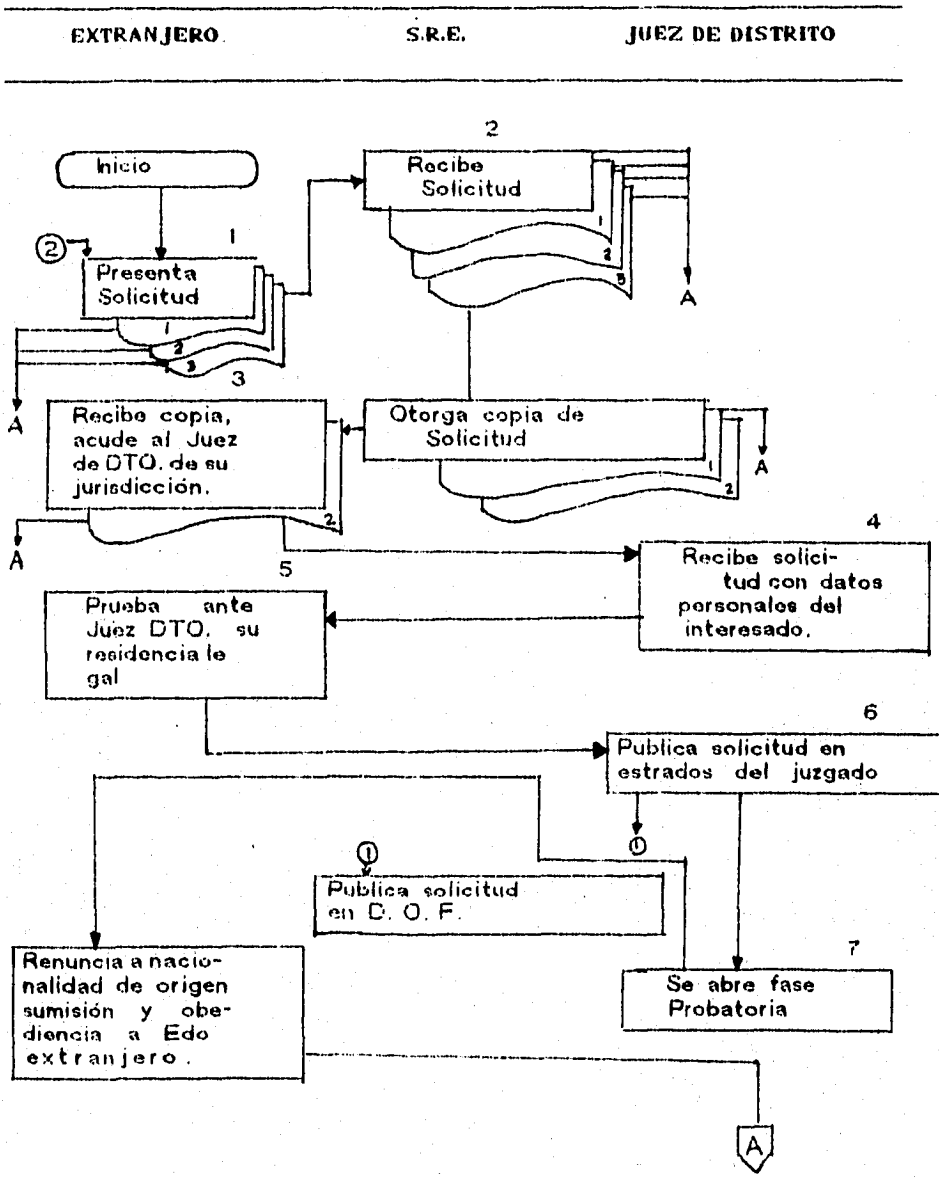 EXTRANJERO S.R.E. JUEZ DE DISTRITO
2
Inicio
Recibe
Solicitud
1
2
3
A
1
2
Presenta
Solicitud
1
2
3
A
3
Recibe copia,
acude al Juez
de DTO. de su
jurisdicción.
2
A
Otorga copia de
Solicitud
1
2
A
4
Recibe solici-
tud con datos
personales del
interesado.
5
Prueba ante
Juez DTO. su
residencia le
gal
6
Publica solicitud en
estrados del juzgado
1
1
Publica solicitud
en D. O. F.
7
Se abre fase
Probatoria
Renuncia a nacio-
nalidad de origen
sumisión y obe-
diencia a Edo
extranjero.
A